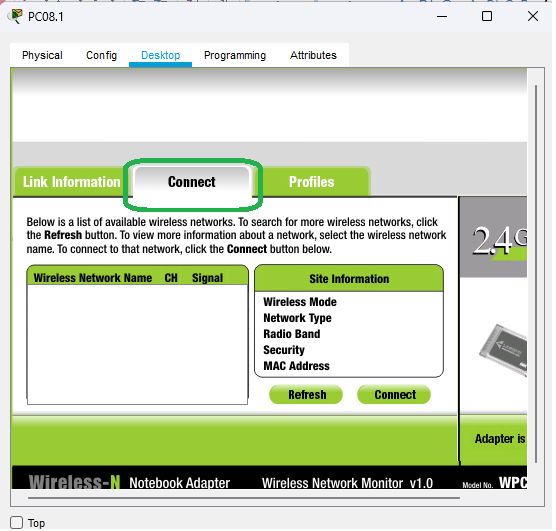 PC08.1
Physical Config Desktop Programming Attributes
Link Information Connect Profiles
Below is a list of available wireless networks. To search for more wireless networks, click
the Refresh button. To view more information about a network, select the wireless network
name. To connect to that network, click the Connect button below.
2.4G
Wireless Network Name CH Signal
Site Information
Wireless Mode
Network Type
Radio Band
Security
MAC Address
Refresh Connect
Adapter is
Wireless-N Notebook Adapter Wireless Network Monitor v1.0 Model No. WPC
Top